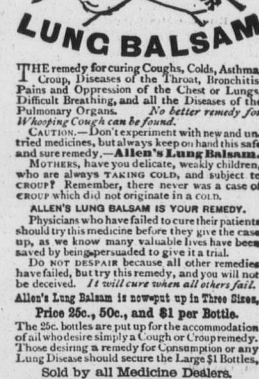 LUNG BALSAM
THE remedy for curing Coughs, Colds, Asthma
Croup, Diseases of the Throat, Bronchitis
Pains and Oppression of the Chest or Lungs
Difficult Breathing, and all the Diseases of the
Pulmonary Organs. No better remedy for
Whooping Cough can be found.
CAUTION.—Don't experiment with new and un
tried medicines, but always keep on hand this safe
and sure remedy,—Allen's Lung Balsam.
MOTHERS, have you delicate, weakly children
who are always TAKING COLD, and subject to
CROUP? Remember, there never was a case of
CROUP which did not originate in a COLD.
ALLEN'S LUNG BALSAM IS YOUR REMEDY.
Physicians who have failed to cure their patients
should try this medicine before they give the case
up, as we know many valuable lives have been
saved by being persuaded to give it a trial.
DO NOT DESPAIR because all other remedies
have failed, but try this remedy, and you will not
be deceived. It will cure when all others fail.
Allen's Lung Balsam is now put up in Three Sizes,
Price 25c., 50c., and $1 per Bottle.
The 25c. bottles are put up for the accommodation
of all who desire simply a Cough or Croup remedy.
Those desiring a remedy for Consumption or any
Lung Disease should secure the Large $1 Bottles,
Sold by all Medicine Dealers.